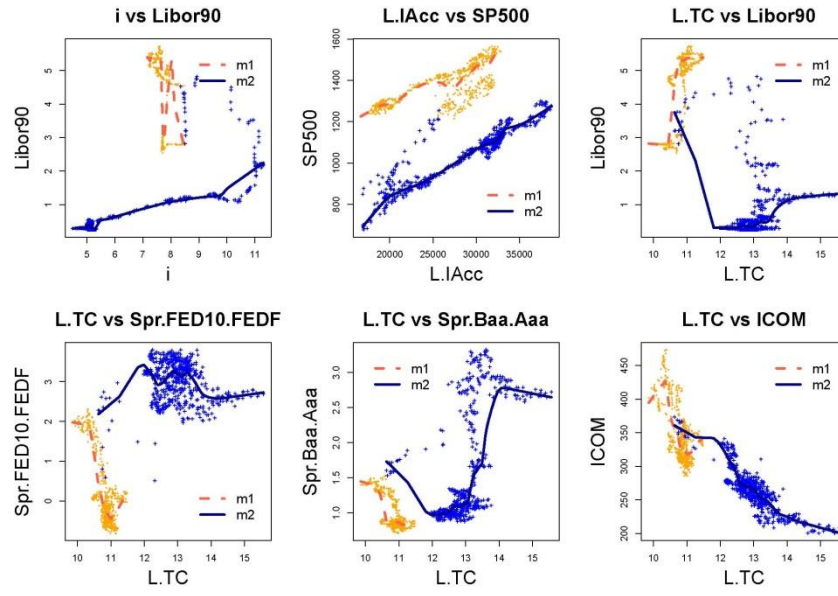 i vs Libor90
L.IAcc vs SP500
L.TC vs Libor90
Libor90
5
4
3
2
1
m1
m2
5 6 7 8 9 10 11
i
SP500
1600
1400
1200
1000
800
m1
m2
20000 25000 30000 35000
L.IAcc
Libor90
5
4
3
2
1
m1
m2
10 11 12 13 14 15
L.TC
L.TC vs Spr.FED10.FEDF
L.TC vs Spr.Baa.Aaa
L.TC vs ICOM
Spr.FED10.FEDF
3
2
1
0
m1
m2
10 11 12 13 14 15
L.TC
Spr.Baa.Aaa
3.0
2.5
2.0
1.5
1.0
m1
m2
10 11 12 13 14 15
L.TC
ICOM
450
400
350
300
250
200
m1
m2
10 11 12 13 14 15
L.TC